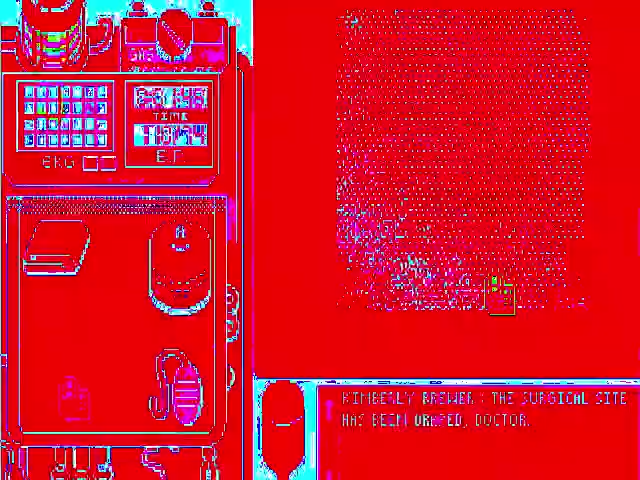 TIME
EKG
B.P.
KIMBERLY BREWER: THE SURGICAL SITE
HAS BEEN DRAPED, DOCTOR.